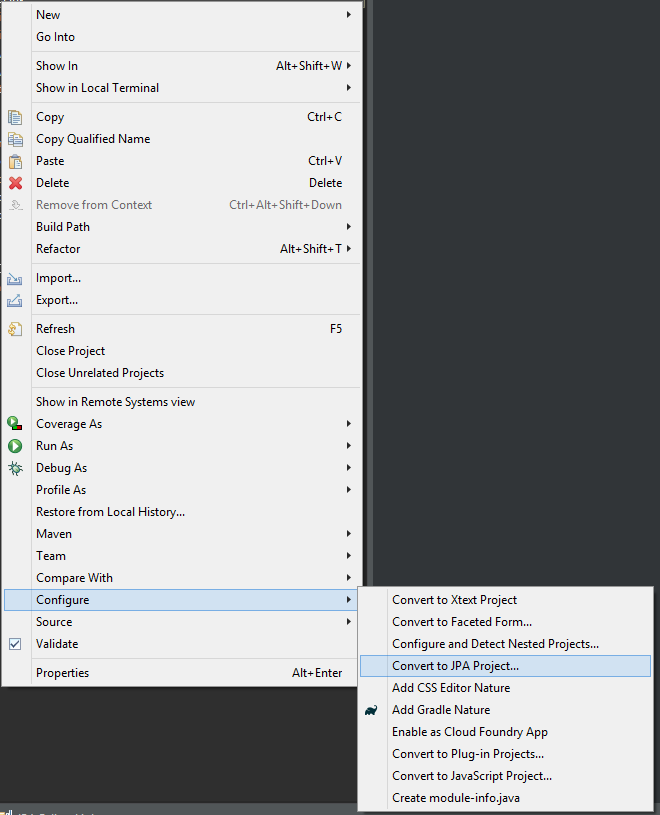 New
Go Into
Show In Alt+Shift+W
Show in Local Terminal
Copy Ctrl+C
Copy Qualified Name
Paste Ctrl+V
Delete Delete
Remove from Context Ctrl+Alt+Shift+Down
Build Path
Refactor Alt+Shift+T
Import...
Export...
Refresh F5
Close Project
Close Unrelated Projects
Show in Remote Systems view
Coverage As
Run As
Debug As
Profile As
Restore from Local History...
Maven
Team
Compare With
Configure
Source
Validate
Properties Alt+Enter
Convert to Xtext Project
Convert to Faceted Form...
Configure and Detect Nested Projects...
Convert to JPA Project...
Add CSS Editor Nature
Add Gradle Nature
Enable as Cloud Foundry App
Convert to Plug-in Projects...
Convert to JavaScript Project...
Create module-info.java